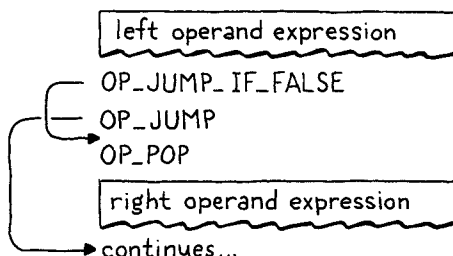 left operand expression
OP_JUMP_IF_FALSE
OP_JUMP
OP_POP
right operand expression
continues...